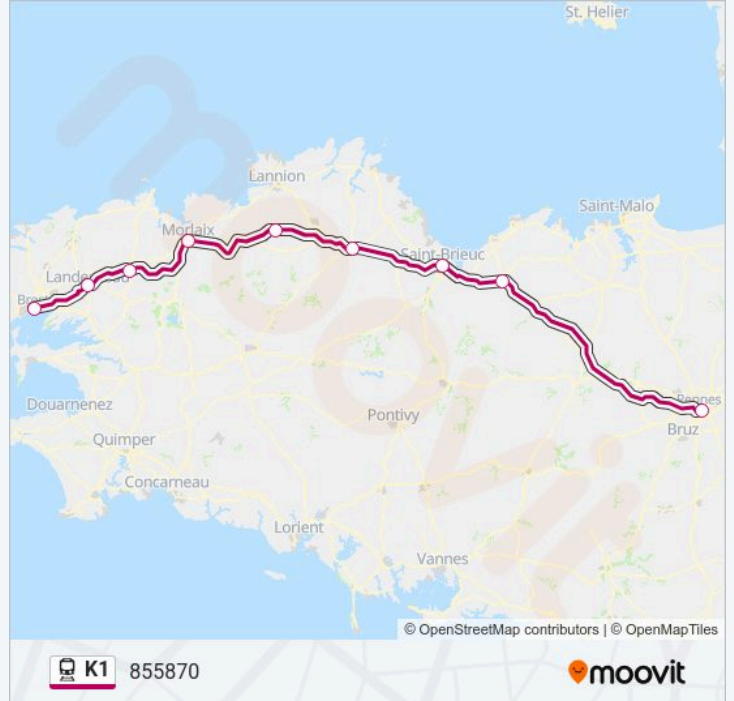 St. Helier
Lannion
Saint-Malo
Morlaix
Saint-Brieuc
Rennes
Douarnenez
Pontivy
Bruz
Quimper
Concarneau
Lorient
Vannes
© OpenStreetMap contributors | © OpenMapTiles
K1 855870 moovit